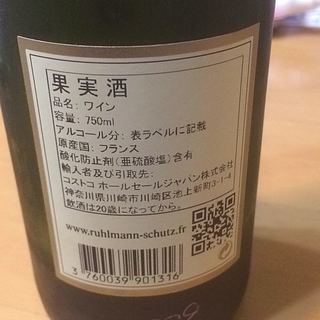 果実酒
品名: ワイン
容量: 750ml
アルコール分: 表ラベルに記載
原産国: フランス
酸化防止剤(亜硫酸塩)含有
輸入者及び引取先:
コストコ ホールセールジャパン株式会社
神奈川県川崎市川崎区池上新町3-1-4
飲酒は20歳になってから。
www.ruhlmann-schutz.fr
3 760039 901316